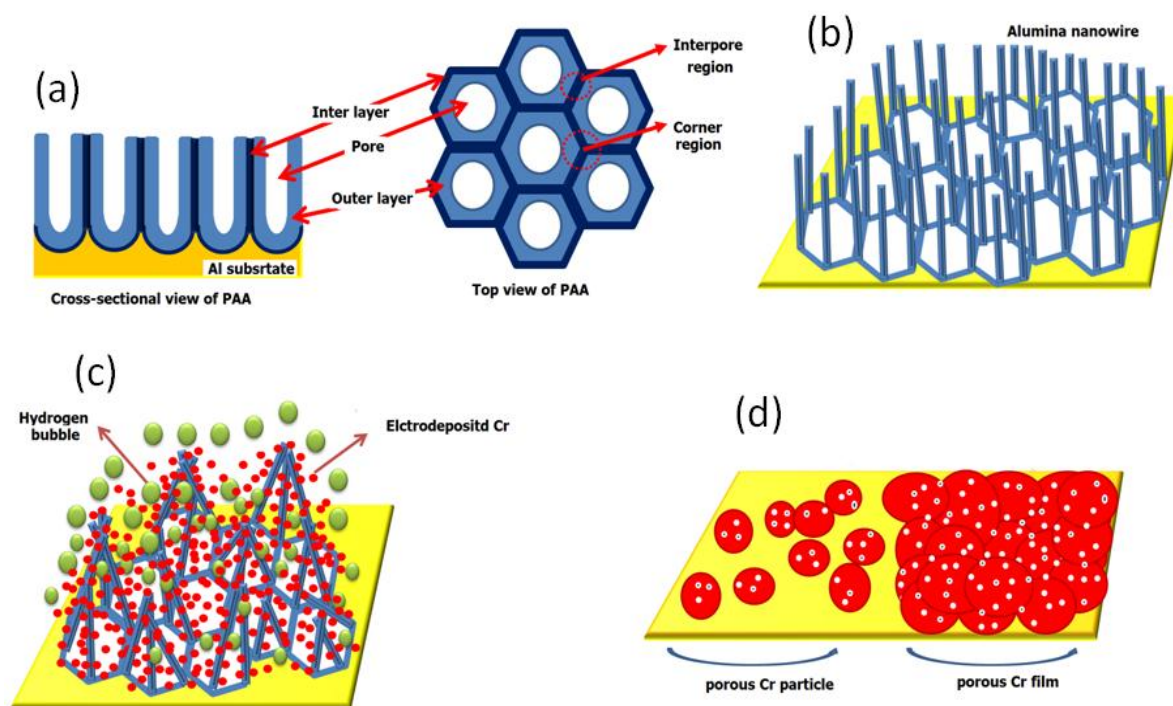 (a)
Inter layer
Pore
Outer layer
Al subsrtate
Cross-sectional view of PAA
Interpore
region
Corner
region
Top view of PAA
(b)
Alumina nanowire
(c)
Hydrogen
bubble
Elctrodepositd Cr
(d)
porous Cr particle
porous Cr film